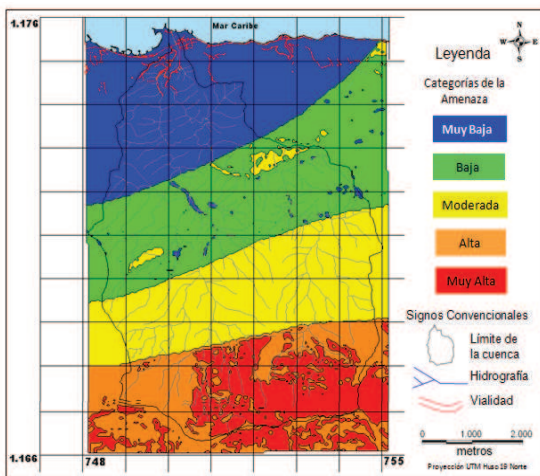 1.176
Mar Caribe
Leyenda
N
W E
S
Categorías de la
Amenaza
Muy Baja
Baja
Moderada
Alta
Muy Alta
Signos Convencionales
Límite de
la cuenca
Hidrografía
Vialidad
0 1.000 2.000
metros
Proyección UTM Huso 19 Norte
1.166
748
755